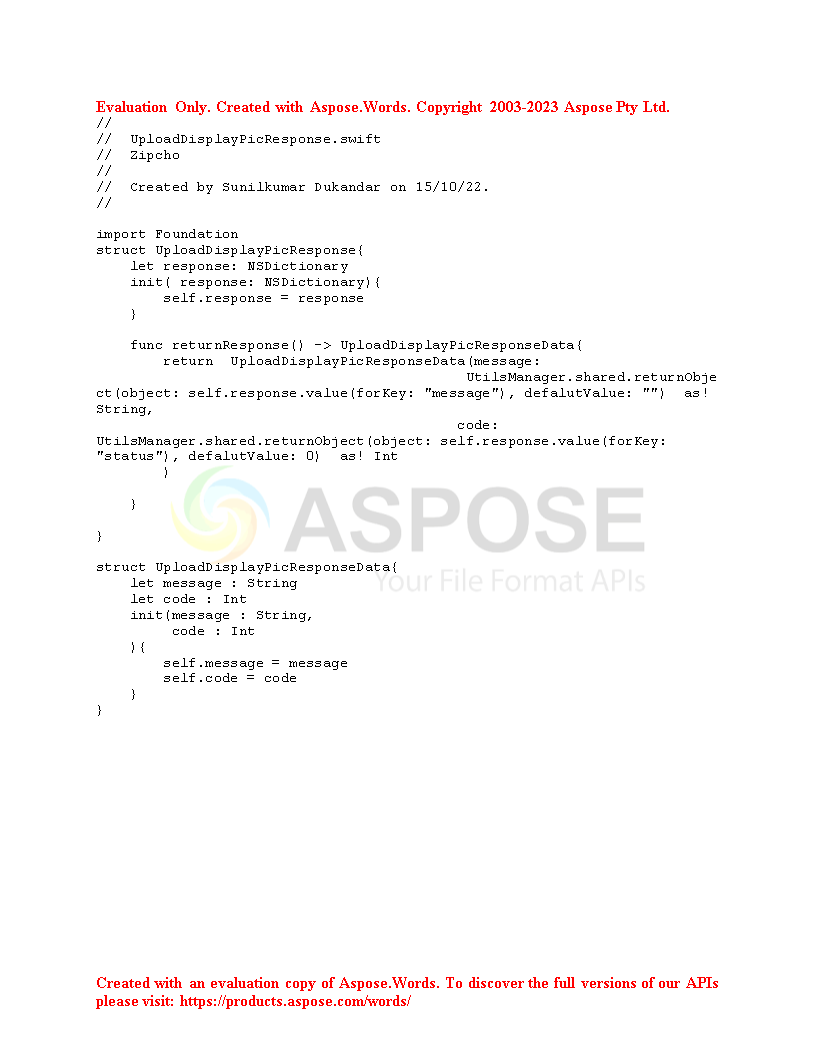 Evaluation Only. Created with Aspose.Words. Copyright 2003-2023 Aspose Pty Ltd.
//
//  UploadDisplayPicResponse.swift
//  Zipcho
//
//  Created by Sunilkumar Dukandar on 15/10/22.
//
import Foundation
struct UploadDisplayPicResponse{
    let response: NSDictionary
    init( response: NSDictionary){
        self.response = response
    }
    func returnResponse() -> UploadDisplayPicResponseData{
        return  UploadDisplayPicResponseData(message:
                                            UtilsManager.shared.returnObje
ct(object: self.response.value(forKey: "message"), defalutValue: "")  as!
String,
                                           code:
UtilsManager.shared.returnObject(object: self.response.value(forKey:
"status"), defalutValue: 0)  as! Int
        )
    }
}
ASPOSE
Your File Format APIs
struct UploadDisplayPicResponseData{
    let message : String
    let code : Int
    init(message : String,
         code : Int
    ){
        self.message = message
        self.code = code
    }
}
Created with an evaluation copy of Aspose.Words. To discover the full versions of our APIs
please visit: https://products.aspose.com/words/